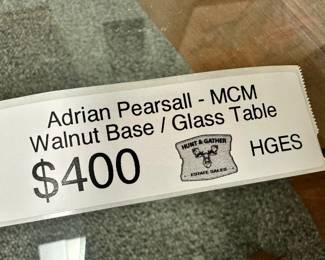 Adrian Pearsall - MCM
Walnut Base / Glass Table
$400
HUNT & GATHER
ESTATE SALES
HGES